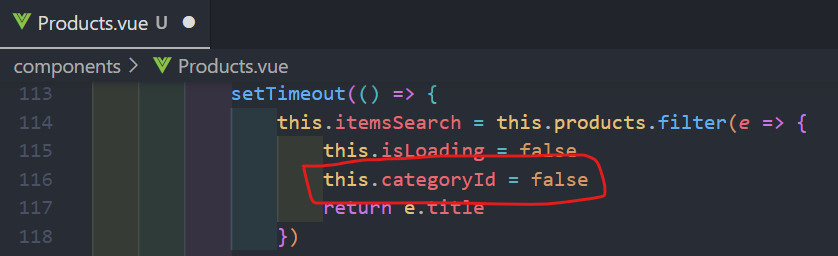 Products.vue U
components > Products.vue
113 setTimeout(() => {
114 this.itemsSearch = this.products.filter(e => {
115 this.isLoading = false
116 this.categoryId = false
117 return e.title
118 })